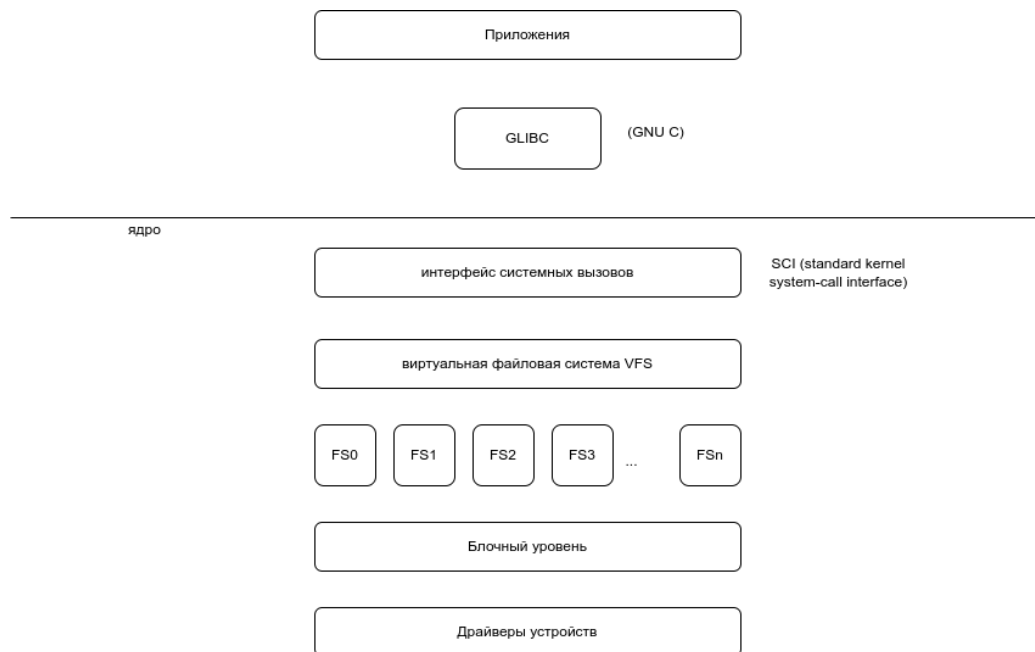 Приложения
GLIBC
(GNU C)
ядро
интерфейс системных вызовов
SCI (standard kernel
system-call interface)
виртуальная файловая система VFS
FS0
FS1
FS2
FS3
...
FSn
Блочный уровень
Драйверы устройств